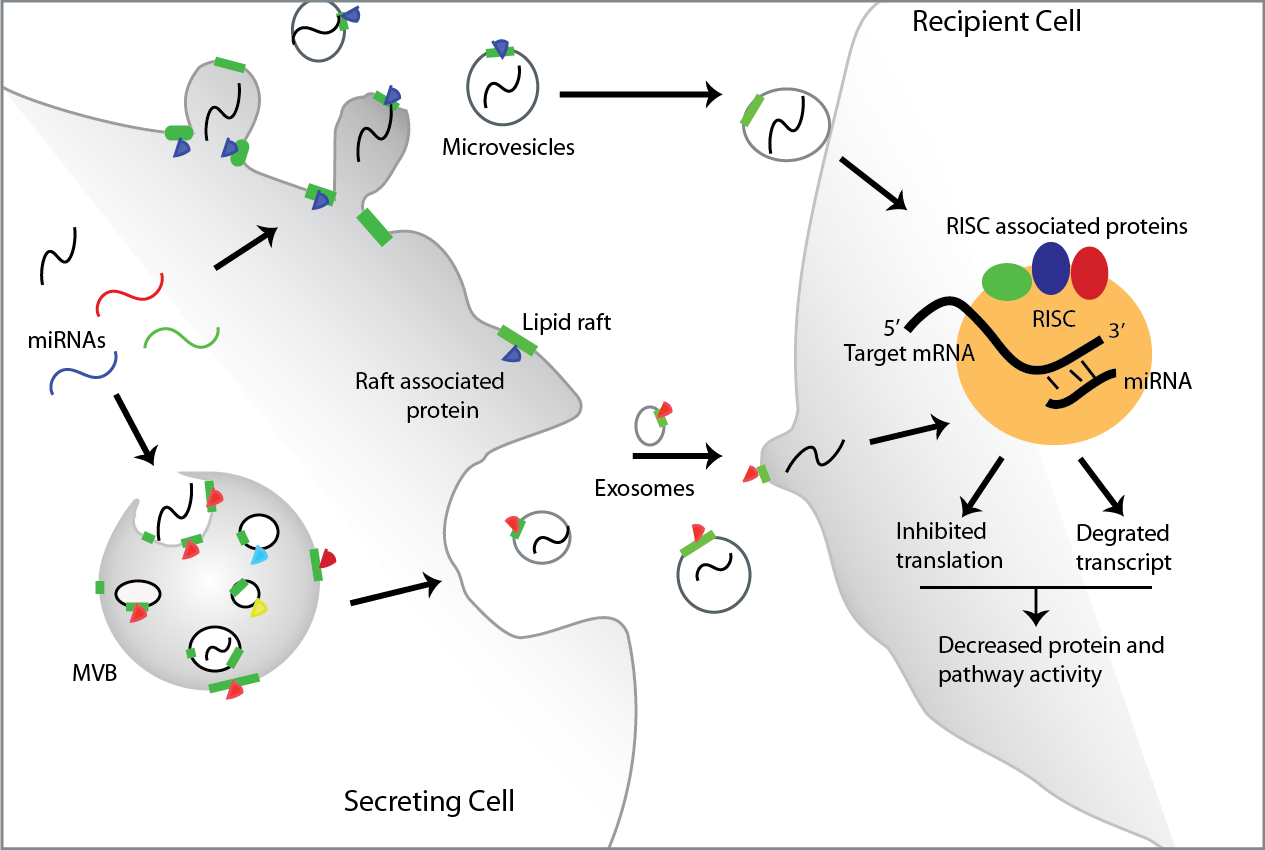 Recipient Cell
Microvesicles
RISC associated proteins
RISC
5’
3’
Target mRNA
miRNA
miRNAs
Lipid raft
Raft associated
protein
Exosomes
Inhibited
translation
Degrated
transcript
Decreased protein and
pathway activity
MVB
Secreting Cell